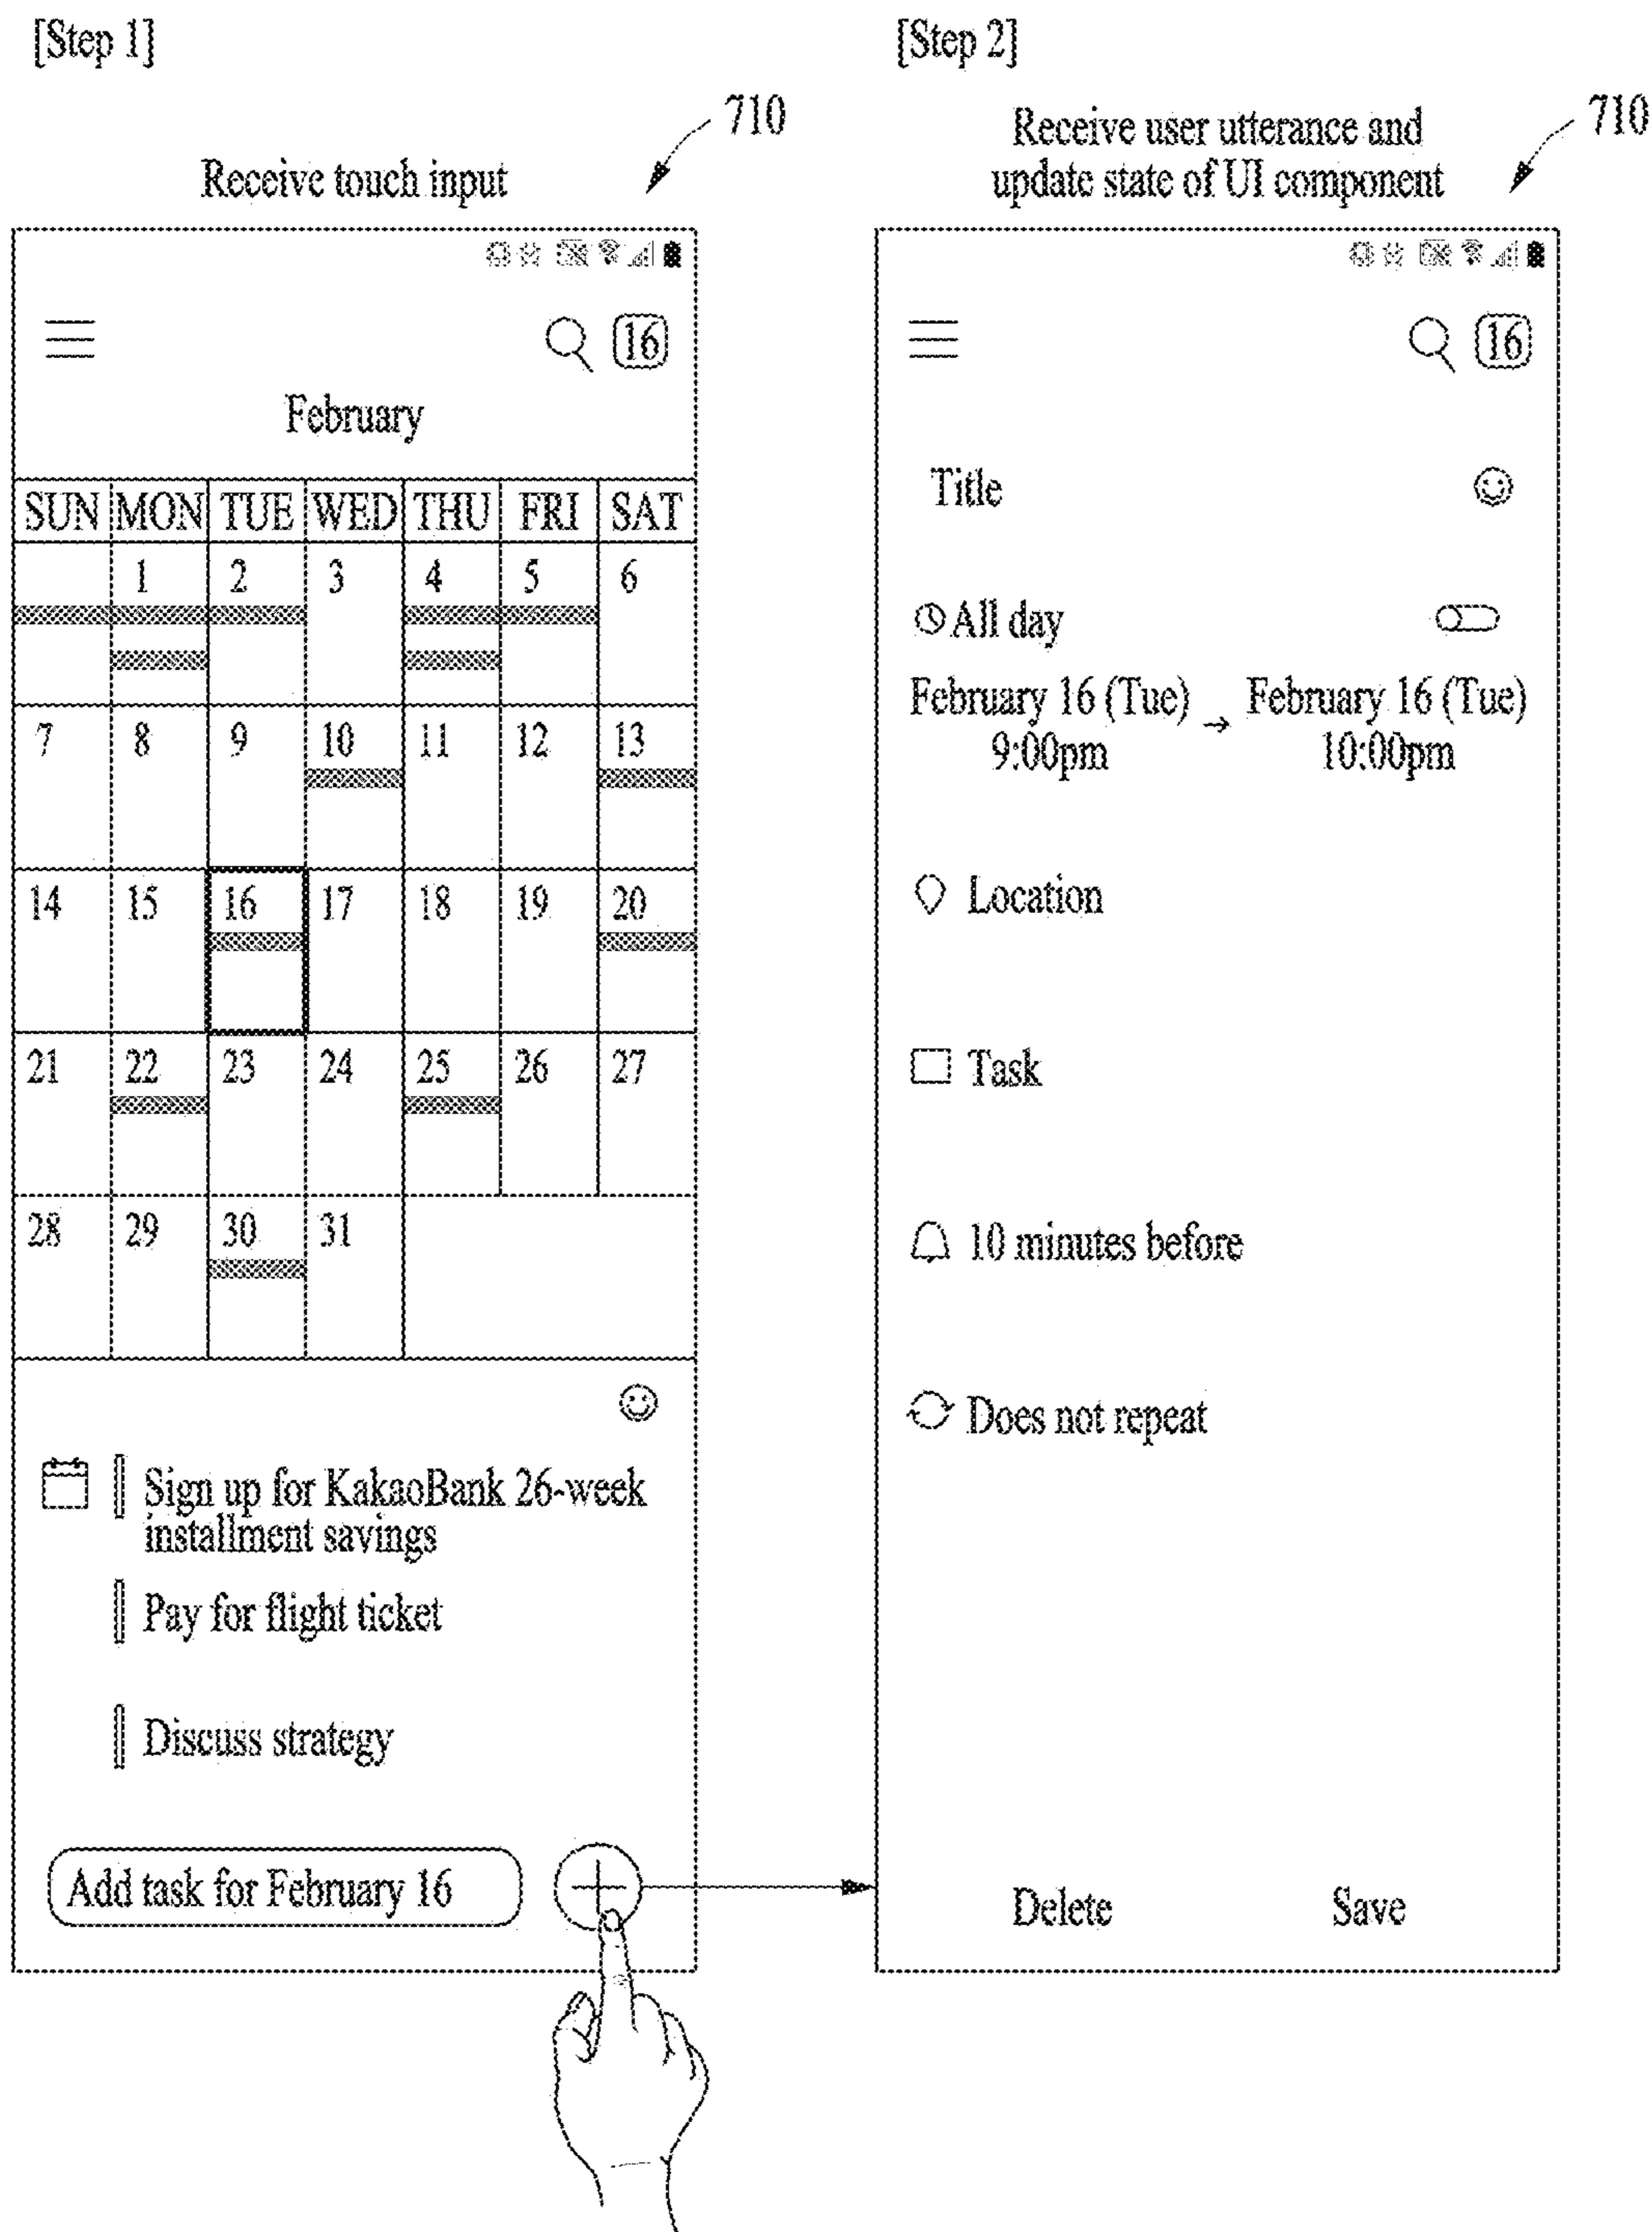 [Step 1]
710
Receive touch input
16
February
SUN MON TUE WED THU FRI SAT
1 2 3 4 5 6
7 8 9 10 11 12 13
14 15 16 17 18 19 20
21 22 23 24 25 26 27
28 29 30 31
Sign up for KakaoBank 26-week
installment savings
Pay for flight ticket
Discuss strategy
Add task for February 16
[Step 2]
710
Receive user utterance and
update state of UI component
16
Title
All day
February 16 (Tue) → February 16 (Tue)
9:00pm 10:00pm
Location
Task
10 minutes before
Does not repeat
Delete Save